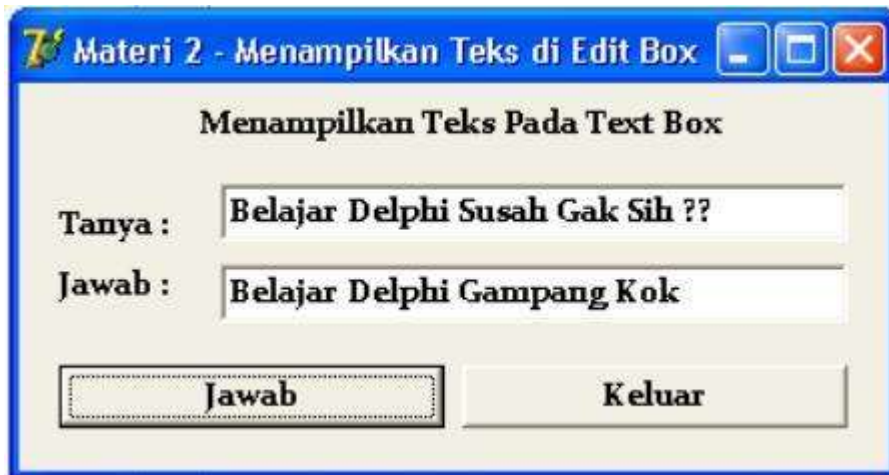 Materi 2 - Menampilkan Teks di Edit Box
Menampilkan Teks Pada Text Box
Tanya : Belajar Delphi Susah Gak Sih ??
Jawab : Belajar Delphi Gampang Kok
Jawab Keluar